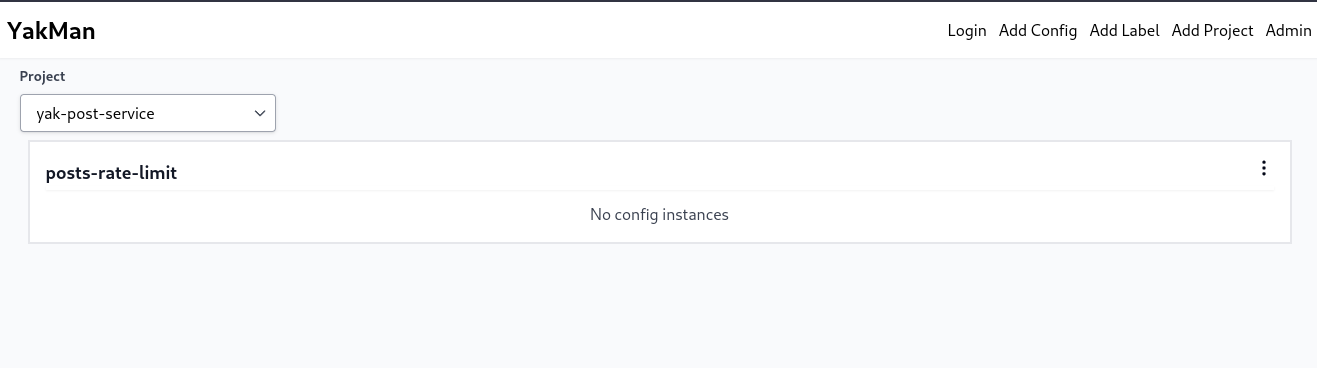 YakMan
Login Add Config Add Label Add Project Admin
Project
yak-post-service
posts-rate-limit
No config instances